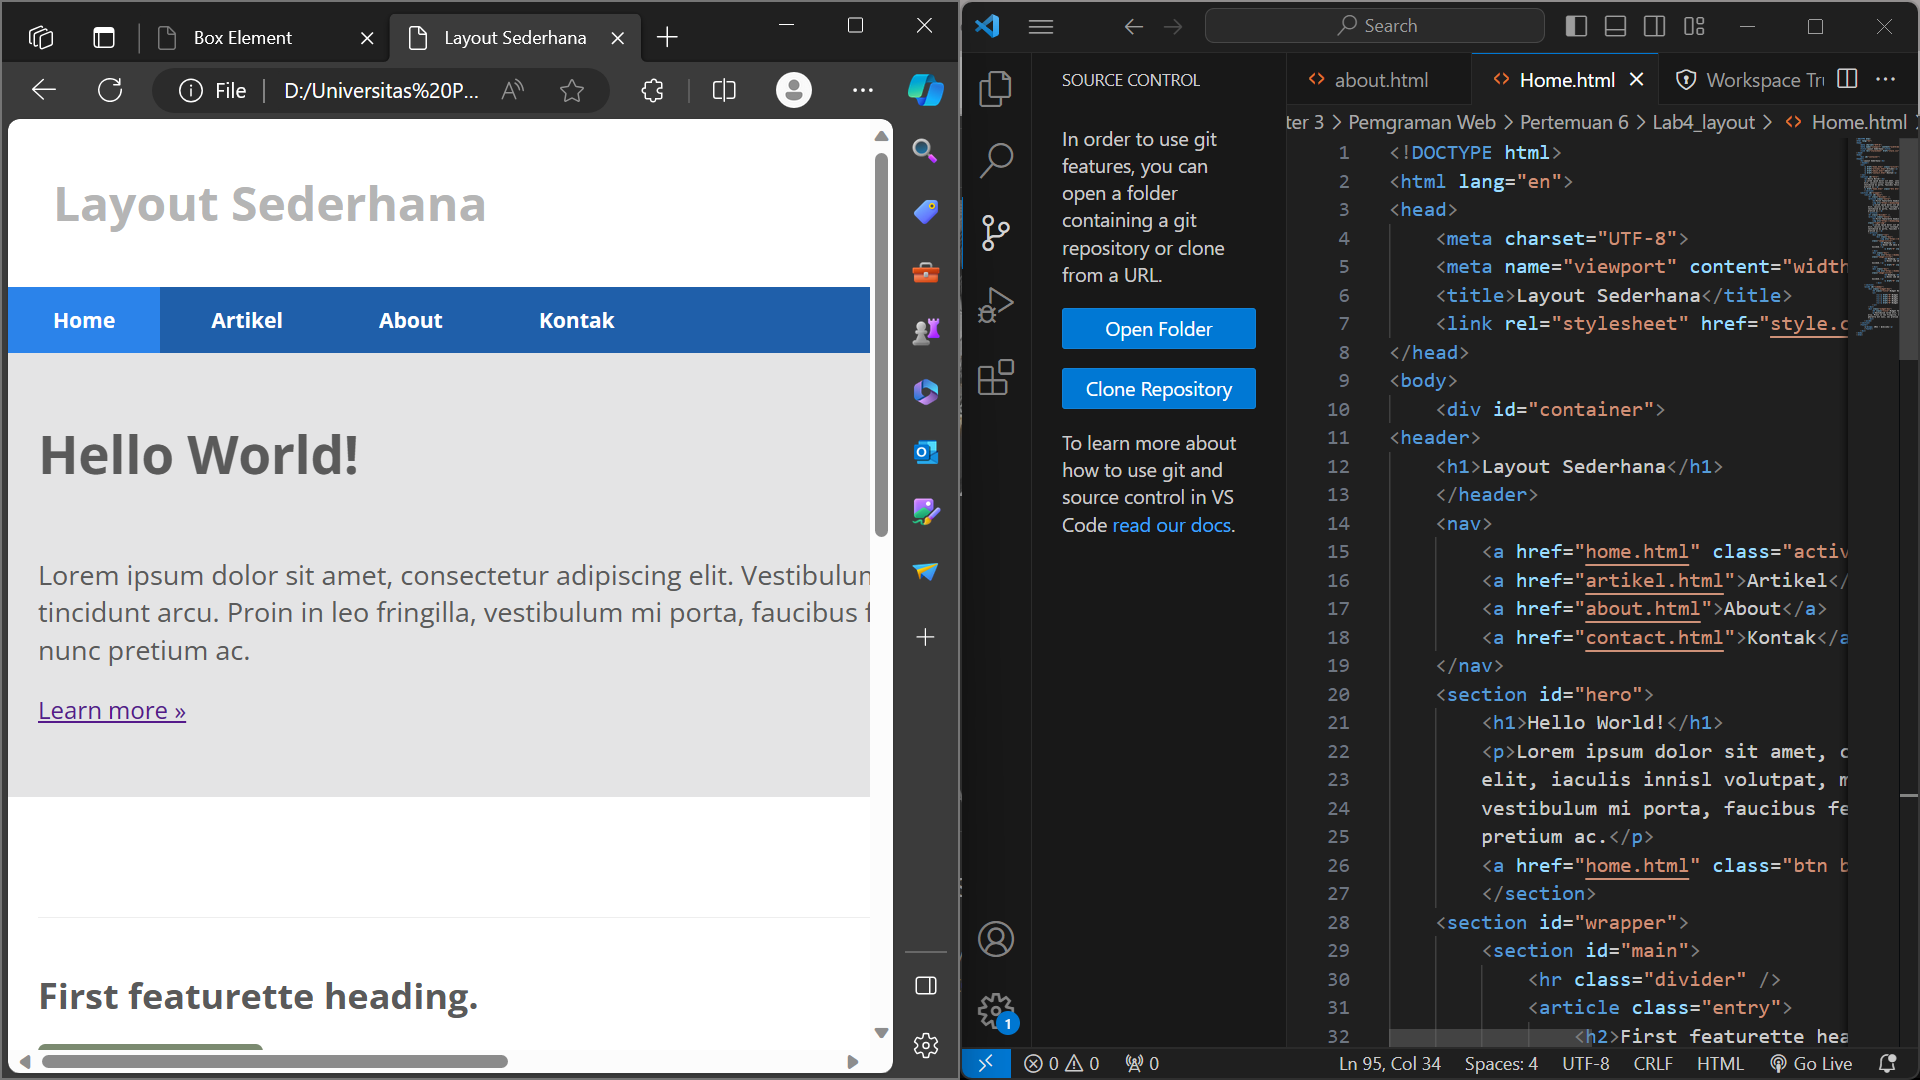 Box Element
Layout Sederhana
File
D:/Universitas%20P...
Layout Sederhana
Home
Artikel
About
Kontak
Hello World!
Lorem ipsum dolor sit amet, consectetur adipiscing elit. Vestibulum
tincidunt arcu. Proin in leo fringilla, vestibulum mi porta, faucibus f
nunc pretium ac.
Learn more »
First featurette heading.
Search
SOURCE CONTROL
In order to use git
features, you can
open a folder
containing a git
repository or clone
from a URL.
Open Folder
Clone Repository
To learn more about
how to use git and
source control in VS
Code read our docs.
1
about.html
Home.html
Workspace Tru
ter 3 > Pemgraman Web > Pertemuan 6 > Lab4_layout > <> Home.html
1 <!DOCTYPE html>
2 <html lang="en">
3 <head>
4 <meta charset="UTF-8">
5 <meta name="viewport" content="width
6 <title>Layout Sederhana</title>
7 <link rel="stylesheet" href="style.c
8 </head>
9 <body>
10 <div id="container">
11 <header>
12 <h1>Layout Sederhana</h1>
13 </header>
14 <nav>
15 <a href="home.html" class="activ
16 <a href="artikel.html">Artikel</
17 <a href="about.html">About</a>
18 <a href="contact.html">Kontak</a
19 </nav>
20 <section id="hero">
21 <h1>Hello World!</h1>
22 <p>Lorem ipsum dolor sit amet, c
23 elit, iaculis innisl volutpat, m
24 vestibulum mi porta, faucibus fe
25 pretium ac.</p>
26 <a href="home.html" class="btn b
27 </section>
28 <section id="wrapper">
29 <section id="main">
30 <hr class="divider" />
31 <article class="entry">
32 <h2>First featurette hea
0 0 0
Ln 95, Col 34
Spaces: 4
UTF-8
CRLF
HTML
Go Live